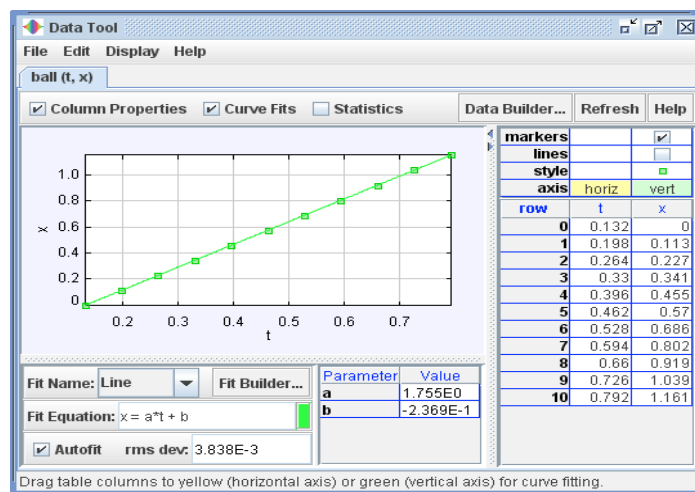 Data Tool
File Edit Display Help
ball (t, x)
Column Properties Curve Fits Statistics Data Builder... Refresh Help
1.0
0.8
0.6
0.4
0.2
0
x
0.2 0.3 0.4 0.5 0.6 0.7
t
markers
lines
style
axis horiz vert
row t x
0 0.132 0
1 0.198 0.113
2 0.264 0.227
3 0.33 0.341
4 0.396 0.455
5 0.462 0.57
6 0.528 0.686
7 0.594 0.802
8 0.66 0.919
9 0.726 1.039
10 0.792 1.161
Fit Name: Line Fit Builder...
Fit Equation: x = a*t + b
Autofit rms dev: 3.838E-3
Parameter Value
a 1.755E0
b -2.369E-1
Drag table columns to yellow (horizontal axis) or green (vertical axis) for curve fitting.